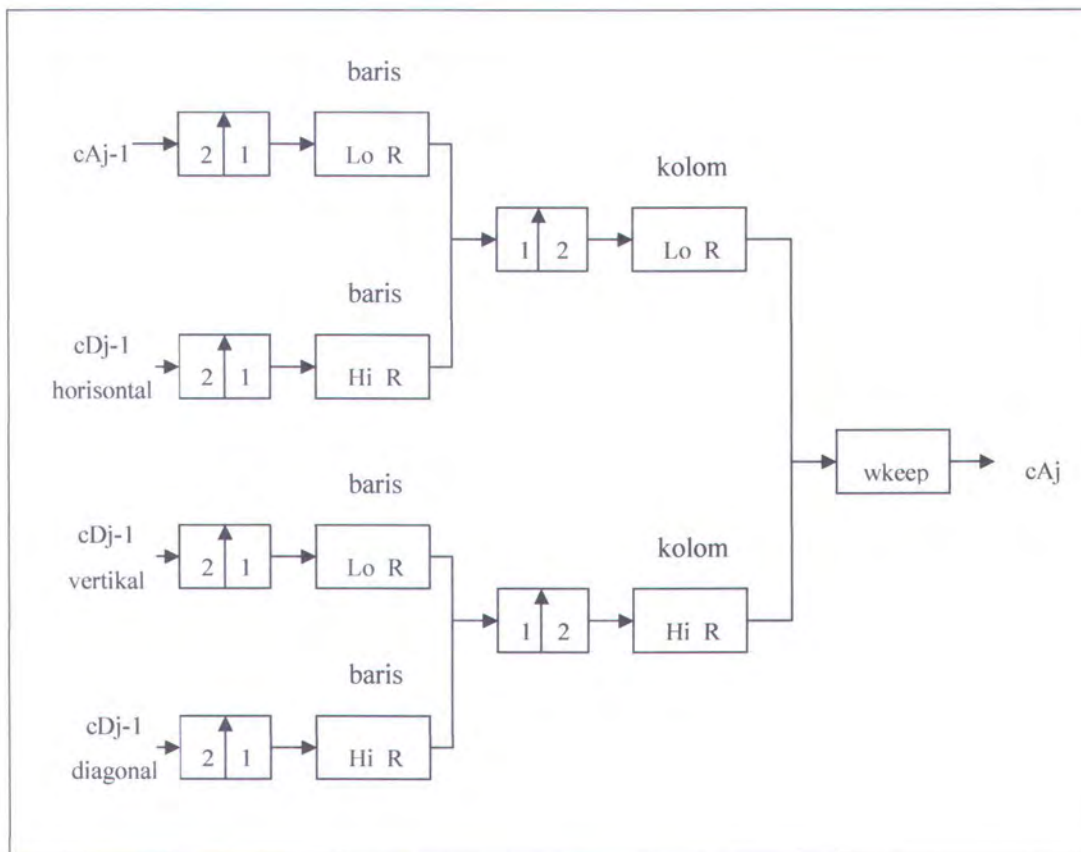 baris
cAj-1
2 1
Lo R
kolom
1 2
Lo R
baris
cDj-1
horisontal
2 1
Hi R
wkeep
cAj
baris
cDj-1
vertikal
2 1
Lo R
kolom
1 2
Hi R
baris
cDj-1
diagonal
2 1
Hi R